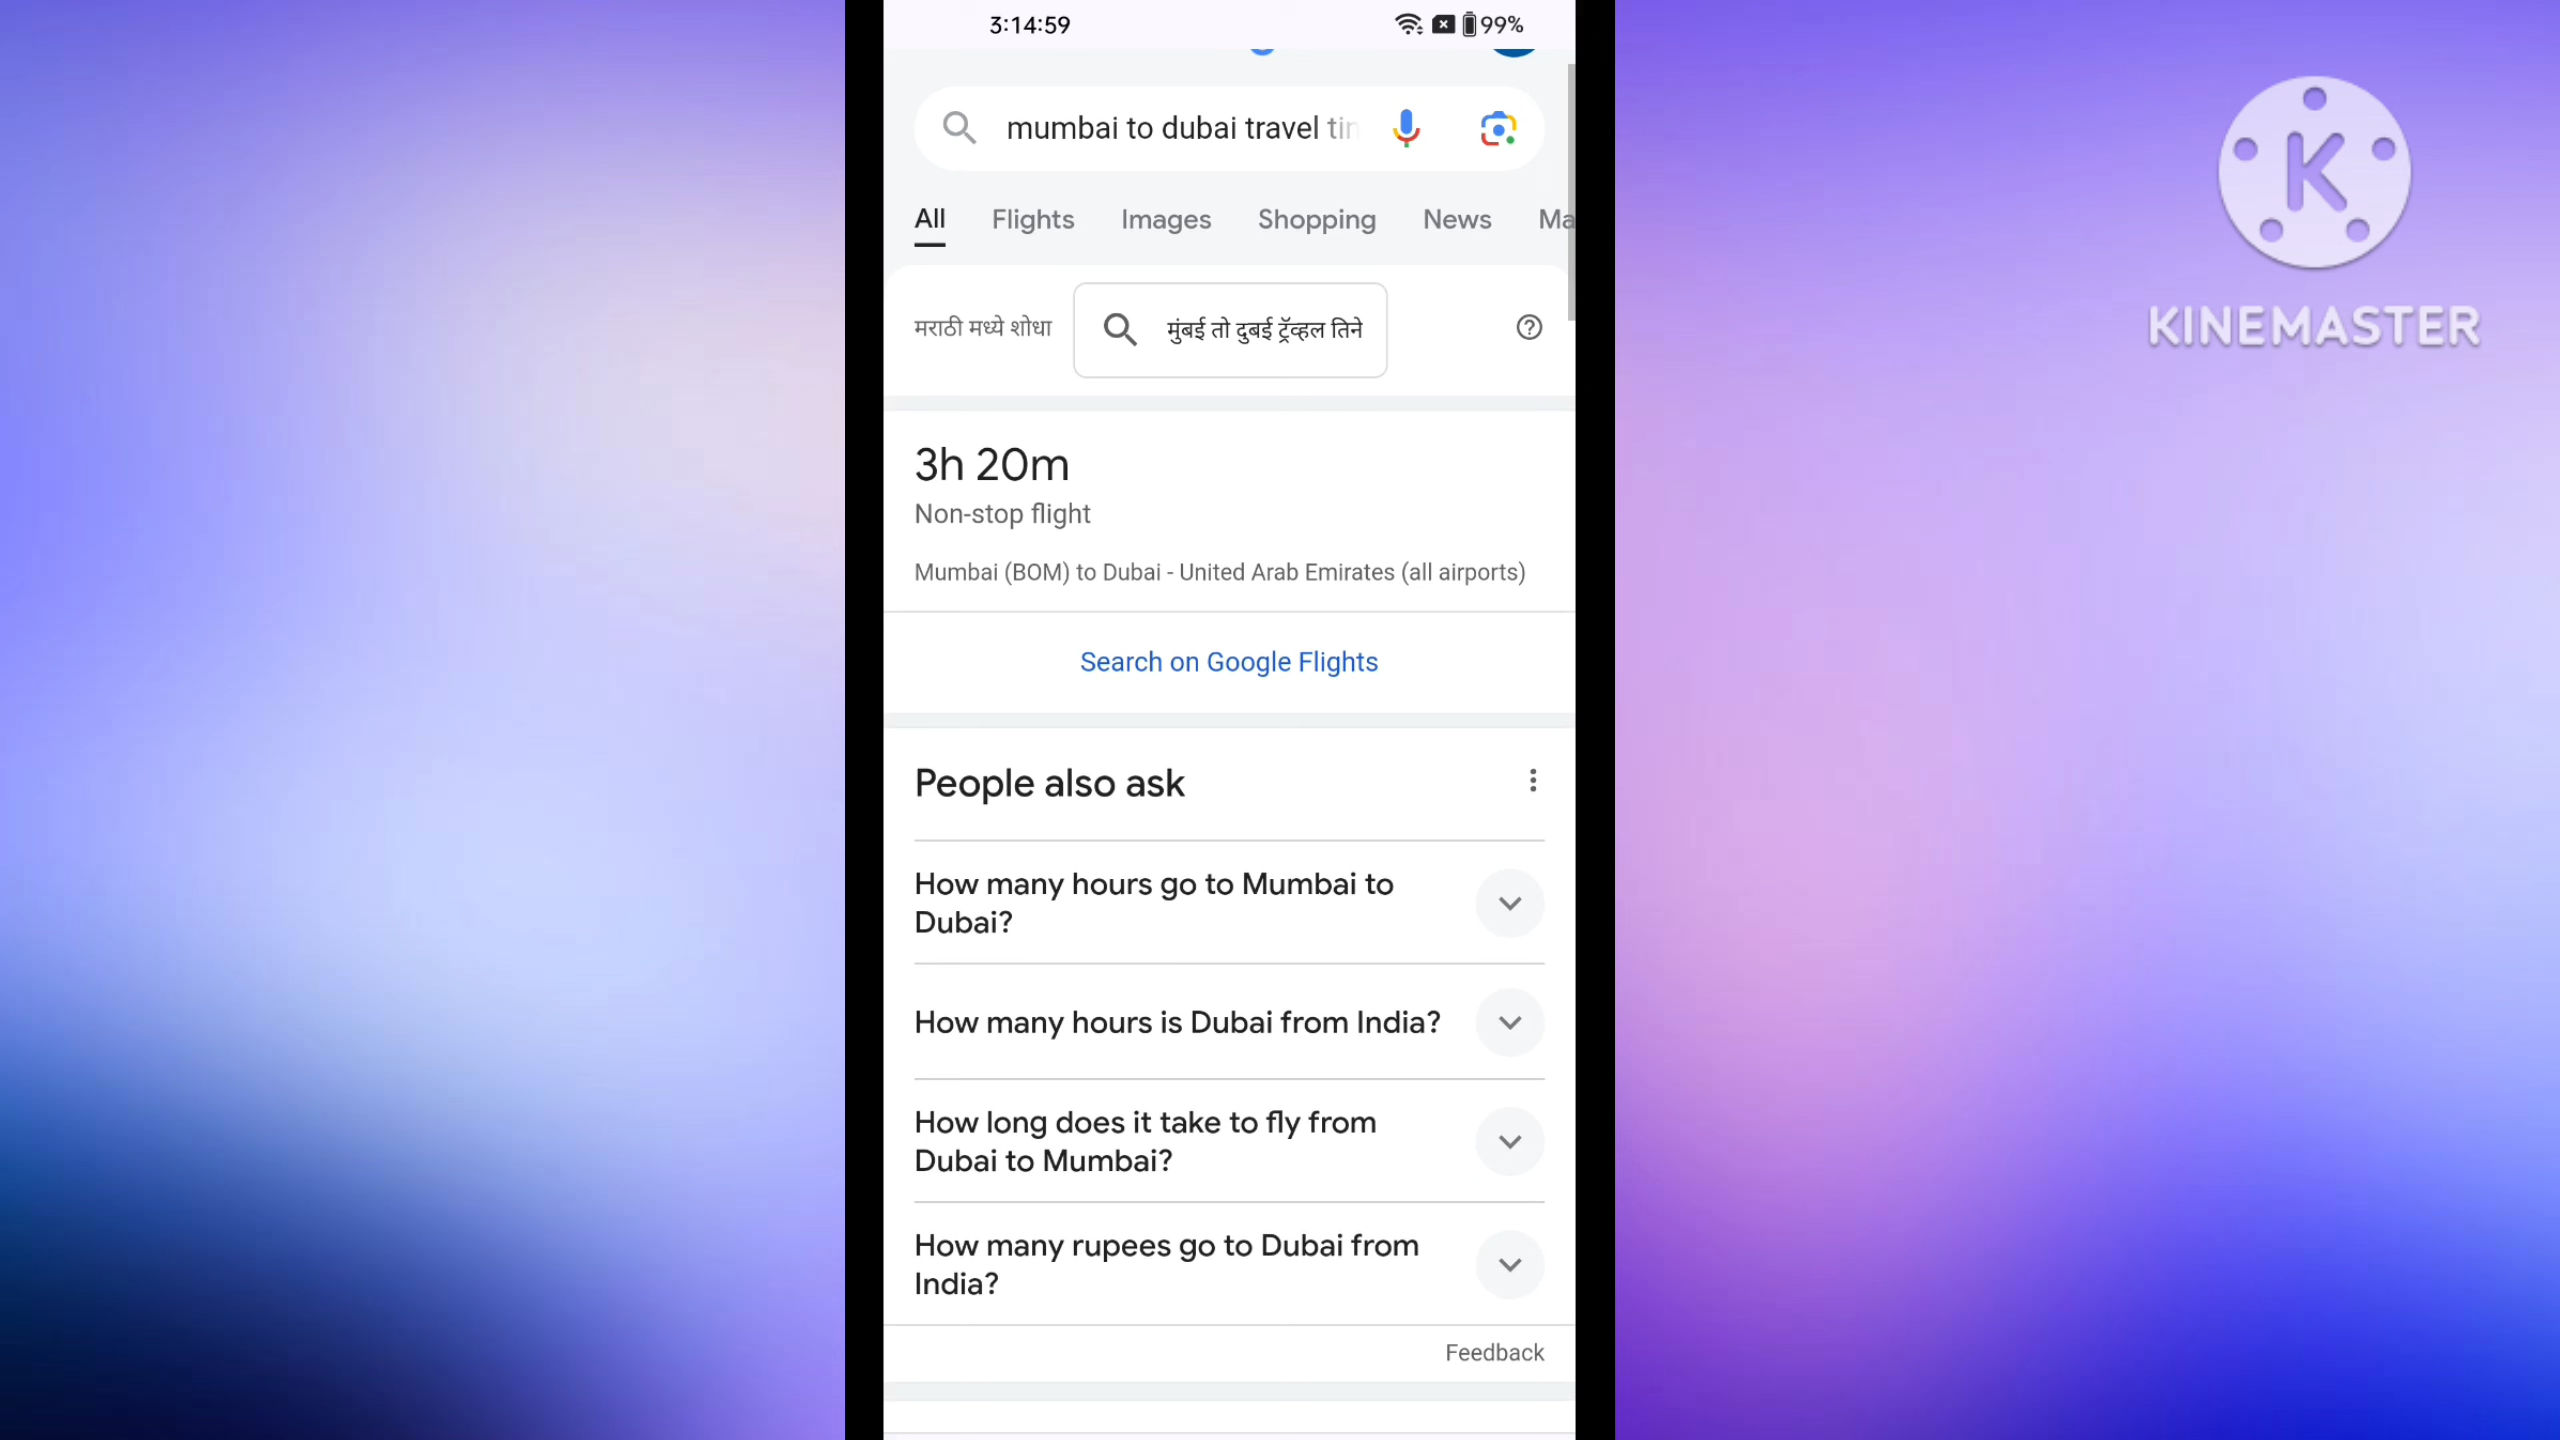 3:14:59
99%
mumbai to dubai travel
All Flights Images Shopping News
मराठी मध्ये शोधा
मुंबई तो दुबई ट्रॅव्हल तिने
3h 20m
Non-stop flight
Mumbai (BOM) to Dubai - United Arab Emirates (all airports)
Search on Google Flights
People also ask
How many hours go to Mumbai to
Dubai?
How many hours is Dubai from India?
How long does it take to fly from
Dubai to Mumbai?
How many rupees go to Dubai from
India?
Feedback
K
KINEMASTER